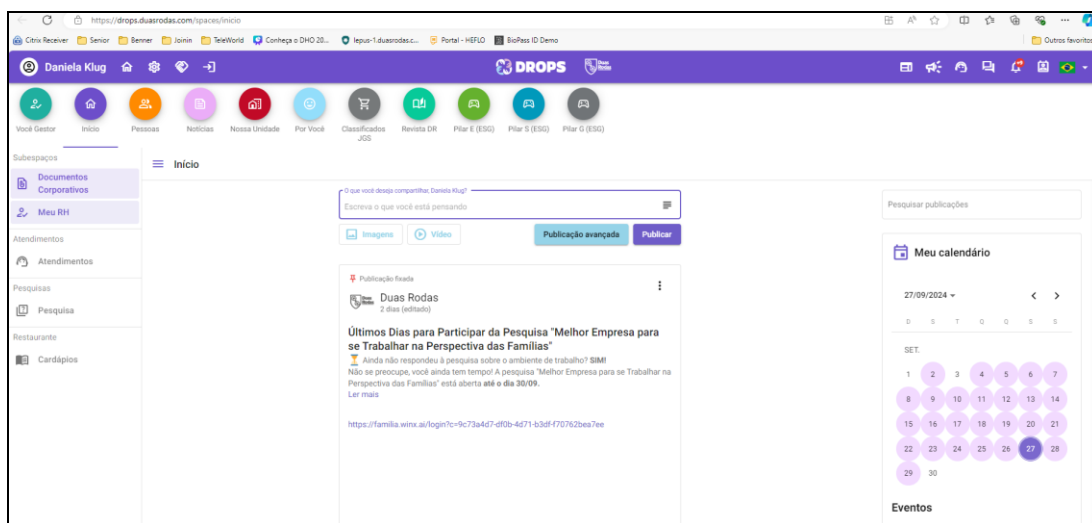 https://drops.duasrodas.com/spaces/inicio
Citrix Receiver Senior Benner Joinin TeleWorld Conheça o DHO 20... lepus-1.duasrodas.c... Portal - HEFLO BioPass ID Demo Outros favoritos
Daniela Klug DROPS Duas Rodas
Você Gestor Início Pessoas Notícias Nossa Unidade Por Você Classificados JGS Revista DR Pilar E (ESG) Pilar S (ESG) Pilar G (ESG)
Subespaços
Documentos
Corporativos
Meu RH
Atendimentos
Atendimentos
Pesquisas
Pesquisa
Restaurante
Cardápios
Início
O que você deseja compartilhar, Daniela Klug?
Escreva o que você está pensando
Imagens Vídeo Publicação avançada Publicar
Publicação fixada
Duas Rodas
2 dias (editado)
Últimos Dias para Participar da Pesquisa "Melhor Empresa para
se Trabalhar na Perspectiva das Famílias"
Ainda não respondeu à pesquisa sobre o ambiente de trabalho? SIM!
Não se preocupe, você ainda tem tempo! A pesquisa "Melhor Empresa para se Trabalhar na
Perspectiva das Famílias" está aberta até o dia 30/09.
Ler mais
https://familia.winx.ai/login?c=9c73a4d7-df0b-4d71-b3df-f70762bea7ee
Pesquisar publicações
Meu calendário
27/09/2024
D S T Q Q S S
SET.
1 2 3 4 5 6 7
8 9 10 11 12 13 14
15 16 17 18 19 20 21
22 23 24 25 26 27 28
29 30
Eventos